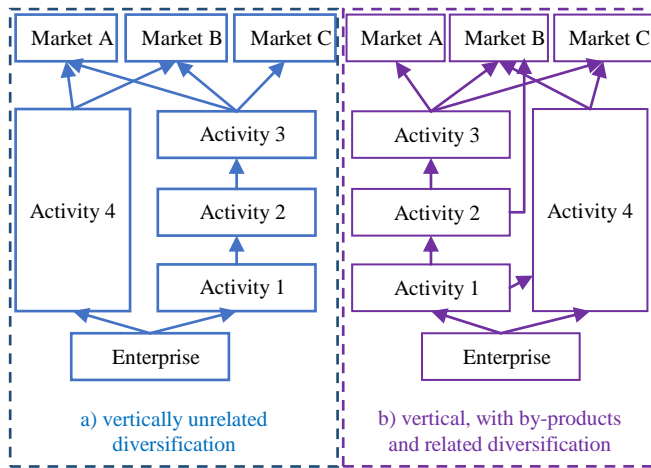 Market A
Market B
Market C
Activity 3
Activity 4
Activity 2
Activity 1
Enterprise
a) vertically unrelated
diversification
Market A
Market B
Market C
Activity 3
Activity 2
Activity 4
Activity 1
Enterprise
b) vertical, with by-products
and related diversification